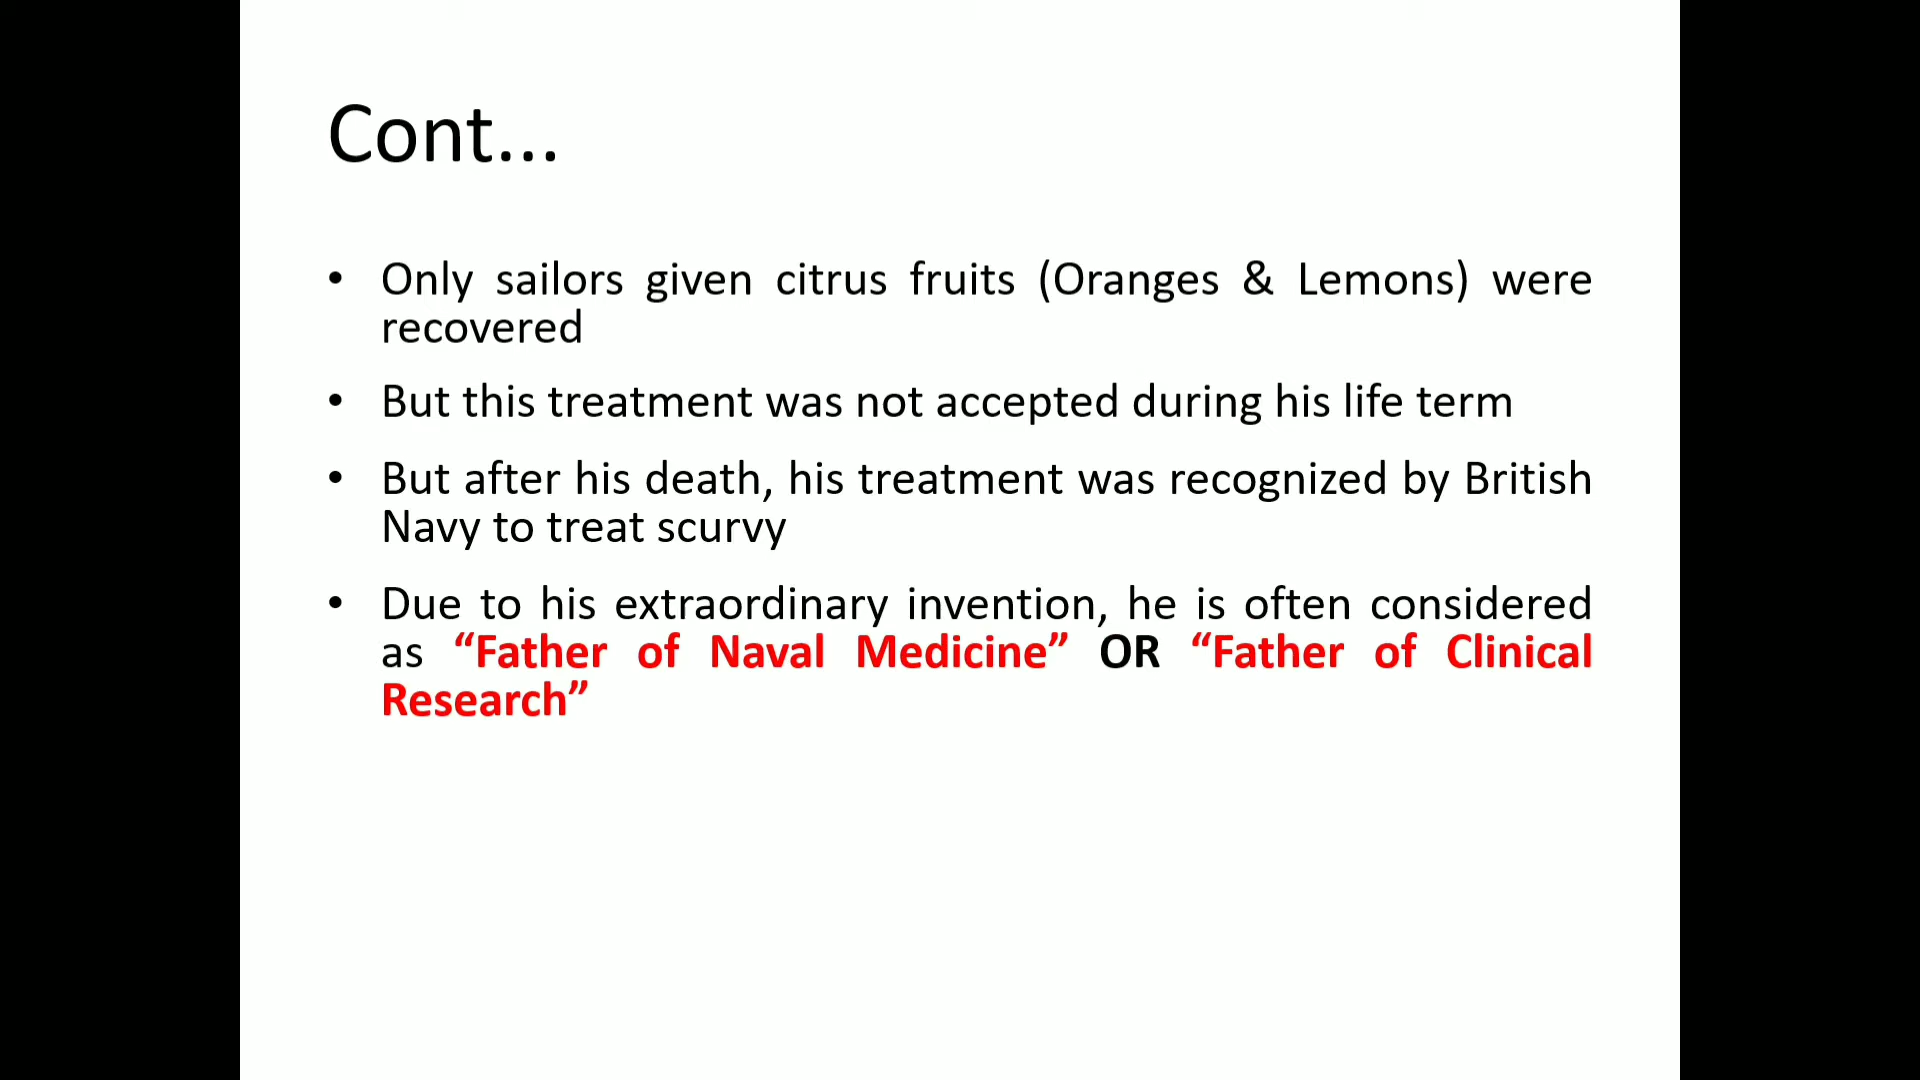 Cont...
• Only sailors given citrus fruits (Oranges & Lemons) were
recovered
• But this treatment was not accepted during his life term
• But after his death, his treatment was recognized by British
Navy to treat scurvy
• Due to his extraordinary invention, he is often considered
as “Father of Naval Medicine” OR “Father of Clinical
Research”